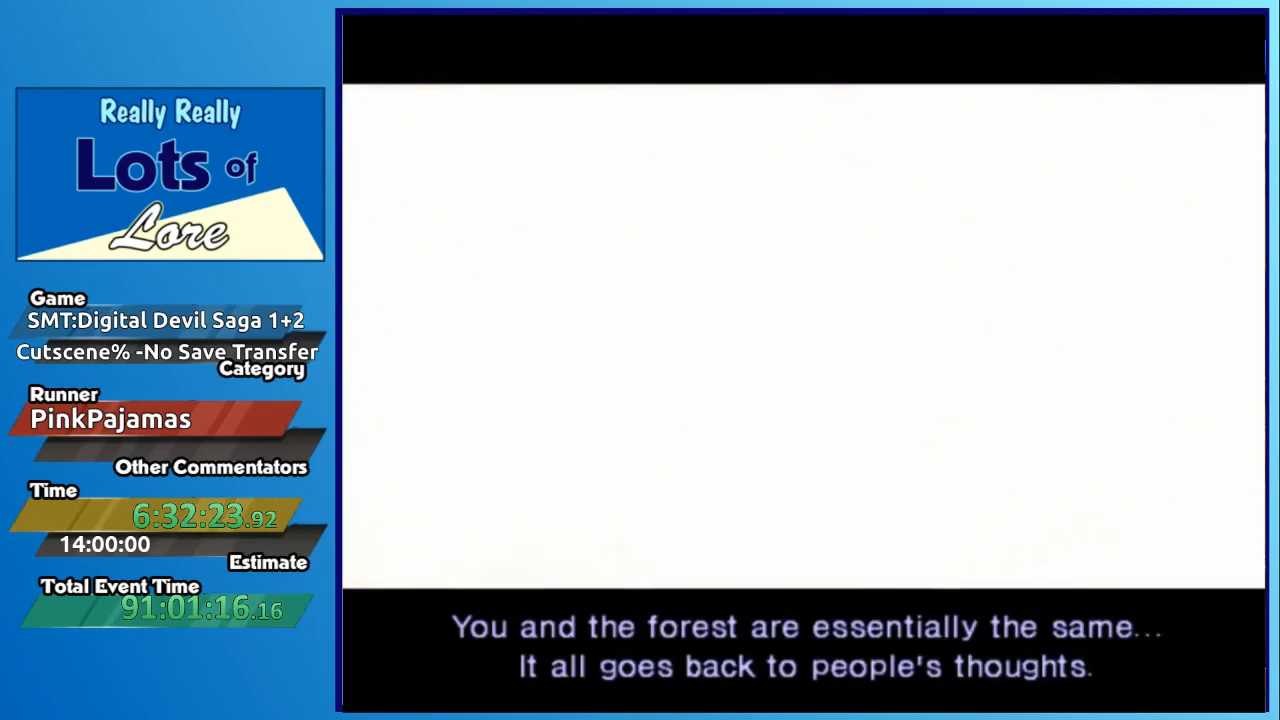 Really Really
Lots of
Lore
Game
SMT:Digital Devil Saga 1+2
Cutscene% -No Save Transfer
Category
Runner
PinkPajamas
Other Commentators
Time
6:32:23.92
14:00:00
Estimate
Total Event Time
91:01:16.16
You and the forest are essentially the same...
It all goes back to people's thoughts.